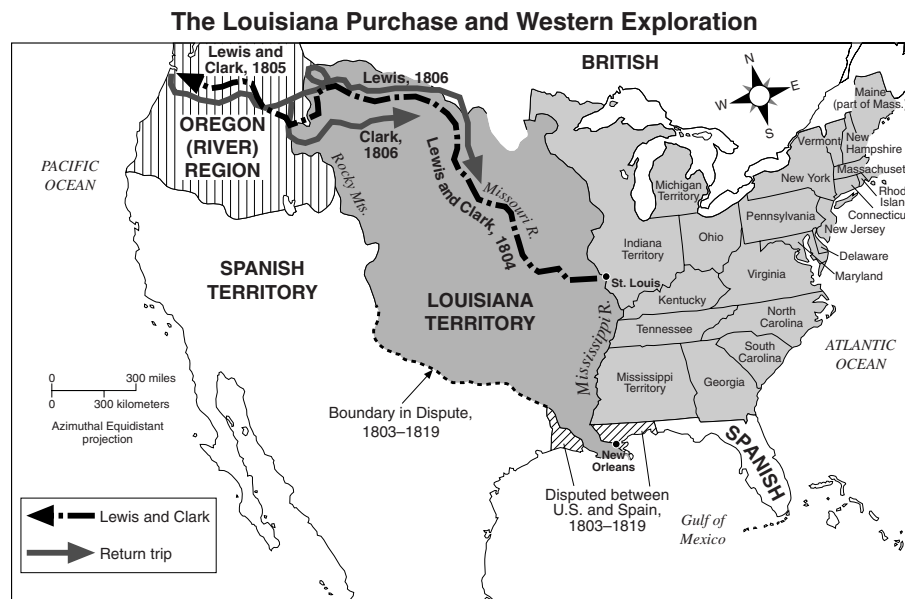 The Louisiana Purchase and Western Exploration
Lewis and
Clark, 1805
Lewis, 1806
BRITISH
N
W
E
S
Maine
(part of Mass.)
OREGON
(RIVER)
REGION
Clark,
1806
PACIFIC
OCEAN
Rocky Mts.
Missouri R.
Lewis and Clark, 1804
Vermont
New
Hampshire
Massachuset
New York
Rhod
Islan
Connecticu
Michigan
Territory
Pennsylvania
New Jersey
Delaware
Maryland
Indiana
Territory
Ohio
Virginia
SPANISH
TERRITORY
St. Louis
LOUISIANA
TERRITORY
Kentucky
North
Carolina
Tennessee
Mississippi R.
South
Carolina
ATLANTIC
OCEAN
Mississippi
Territory
Georgia
0 300 miles
0 300 kilometers
Azimuthal Equidistant
projection
Boundary in Dispute,
1803–1819
New
Orleans
SPANISH
Disputed between
U.S. and Spain,
1803–1819
Gulf of
Mexico
Lewis and Clark
Return trip